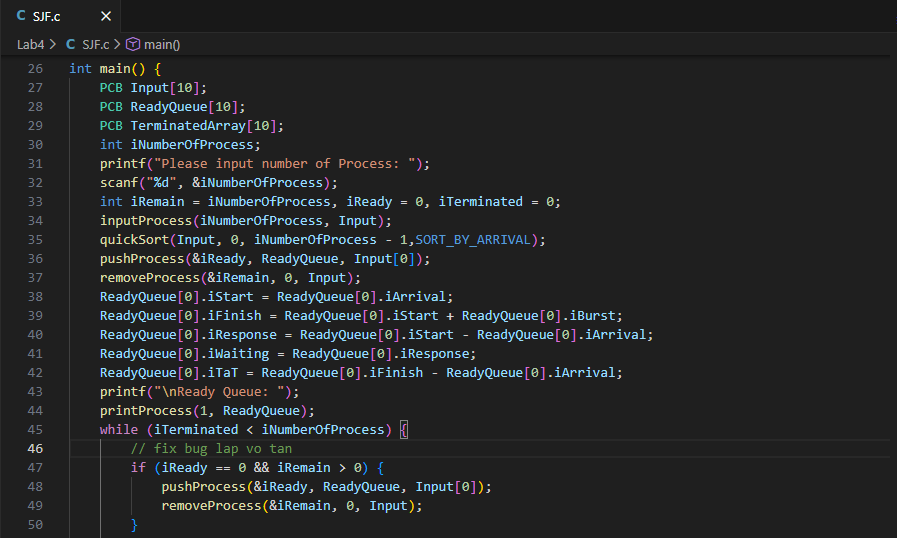 C SJF.c ×
Lab4 > C SJF.c > main()
26 int main() {
27     PCB Input[10];
28     PCB ReadyQueue[10];
29     PCB TerminatedArray[10];
30     int iNumberOfProcess;
31     printf("Please input number of Process: ");
32     scanf("%d", &iNumberOfProcess);
33     int iRemain = iNumberOfProcess, iReady = 0, iTerminated = 0;
34     inputProcess(iNumberOfProcess, Input);
35     quickSort(Input, 0, iNumberOfProcess - 1,SORT_BY_ARRIVAL);
36     pushProcess(&iReady, ReadyQueue, Input[0]);
37     removeProcess(&iRemain, 0, Input);
38     ReadyQueue[0].iStart = ReadyQueue[0].iArrival;
39     ReadyQueue[0].iFinish = ReadyQueue[0].iStart + ReadyQueue[0].iBurst;
40     ReadyQueue[0].iResponse = ReadyQueue[0].iStart - ReadyQueue[0].iArrival;
41     ReadyQueue[0].iWaiting = ReadyQueue[0].iResponse;
42     ReadyQueue[0].iTaT = ReadyQueue[0].iFinish - ReadyQueue[0].iArrival;
43     printf("\nReady Queue: ");
44     printProcess(1, ReadyQueue);
45     while (iTerminated < iNumberOfProcess) {
46         // fix bug lap vo tan
47         if (iReady == 0 && iRemain > 0) {
48             pushProcess(&iReady, ReadyQueue, Input[0]);
49             removeProcess(&iRemain, 0, Input);
50         }